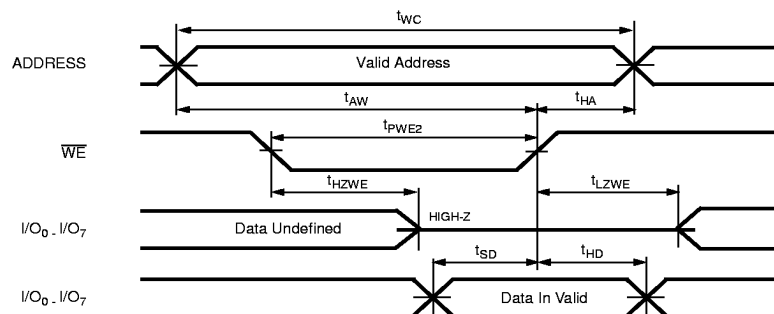 tWC
ADDRESS Valid Address
tAW tHA
WE tPWE2
tHZWE tLZWE
I/O0 - I/O7 Data Undefined HIGH-Z
tSD tHD
I/O0 - I/O7 Data In Valid